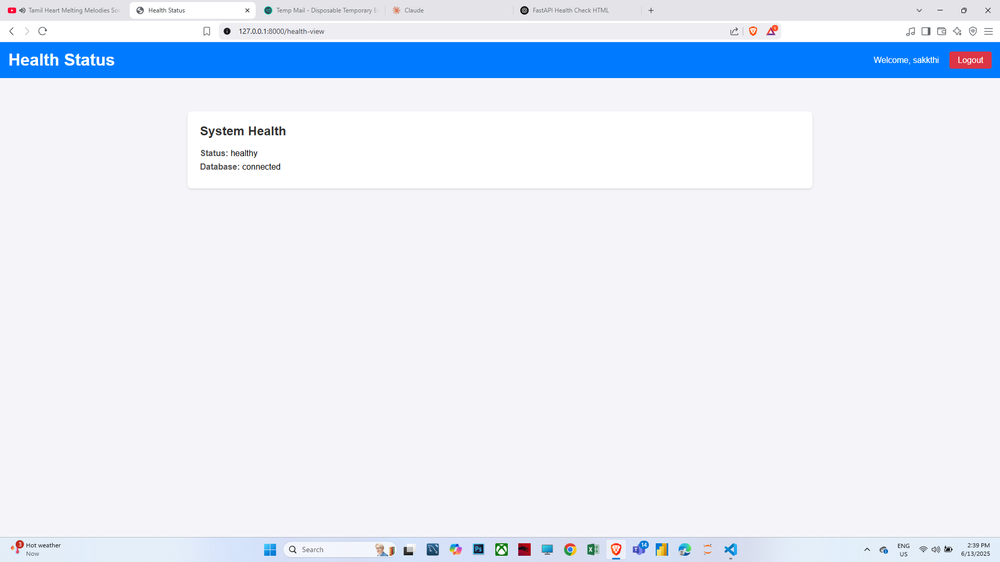 Tamil Heart Melting Melodies Son
Health Status
Temp Mail - Disposable Temporary E
Claude
FastAPI Health Check HTML
127.0.0.1:8000/health-view
1
Health Status
Welcome, sakkthi
Logout
System Health
Status: healthy
Database: connected
3
Hot weather
Now
Search
Ps
14
ENG
US
2:39 PM
6/13/2025